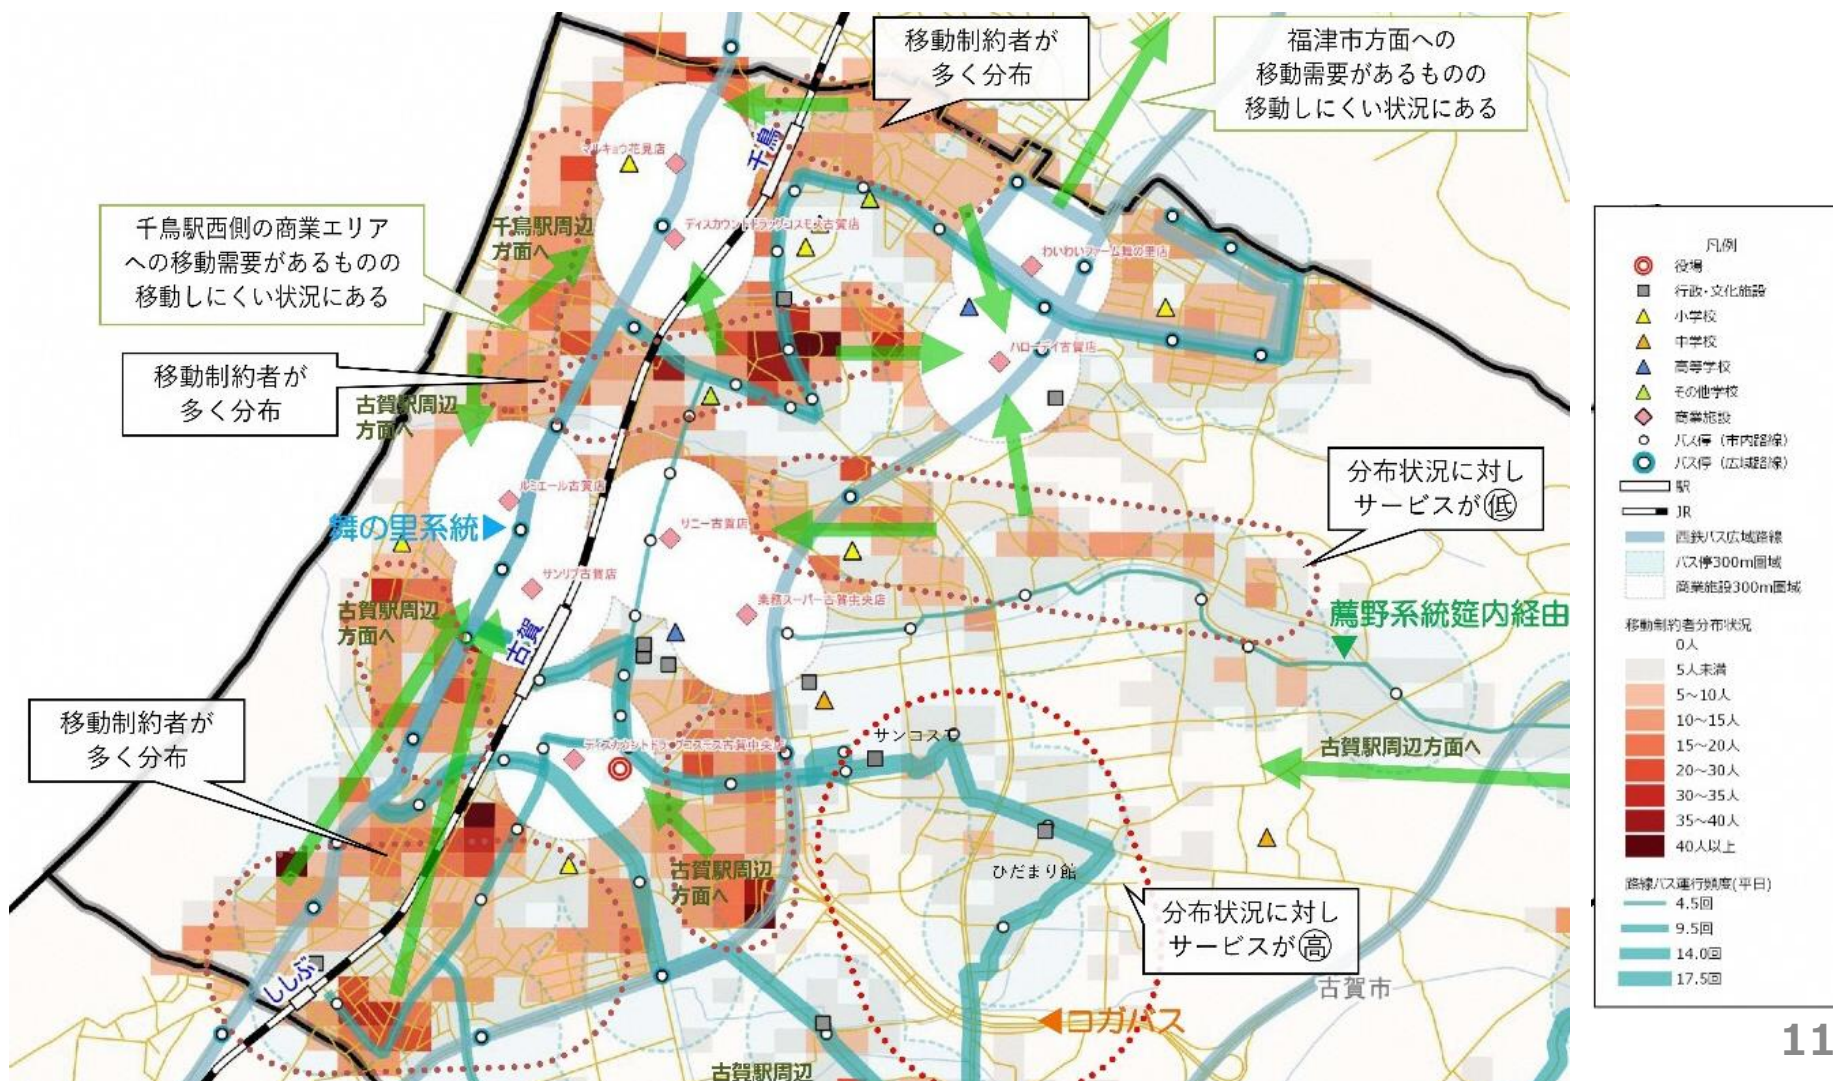 移動制約者が
多く分布
福津市方面への
移動需要があるものの
移動しにくい状況にある
千鳥
マルキョウ花見店
千鳥駅西側の商業エリア
への移動需要があるものの
移動しにくい状況にある
千鳥駅周辺
方面へ
ディスカウントドラッグコスモス古賀店
わいわいファーム舞の里店
ハローデイ古賀店
移動制約者が
多く分布
古賀駅周辺
方面へ
分布状況に対し
サービスが低
ルミエール古賀店
舞の里系統
リニー古賀店
サンリブ古賀店
業務スーパー古賀中央店
古賀駅周辺
方面へ
古賀
薦野系統筵内経由
移動制約者が
多く分布
ディスカウントドラッグコスモス古賀中央店
サンコスモ
古賀駅周辺方面へ
ひだまり館
古賀駅周辺
方面へ
分布状況に対し
サービスが高
ししぶ
古賀市
コガバス
古賀駅周辺
凡例
役場
行政・文化施設
小学校
中学校
高等学校
その他学校
商業施設
バス停（市内路線）
バス停（広域路線）
駅
JR
西鉄バス広域路線
バス停300m圏域
商業施設300m圏域
移動制約者分布状況
0人
5人未満
5～10人
10～15人
15～20人
20～30人
30～35人
35～40人
40人以上
路線バス運行頻度(平日)
4.5回
9.5回
14.0回
17.5回
11